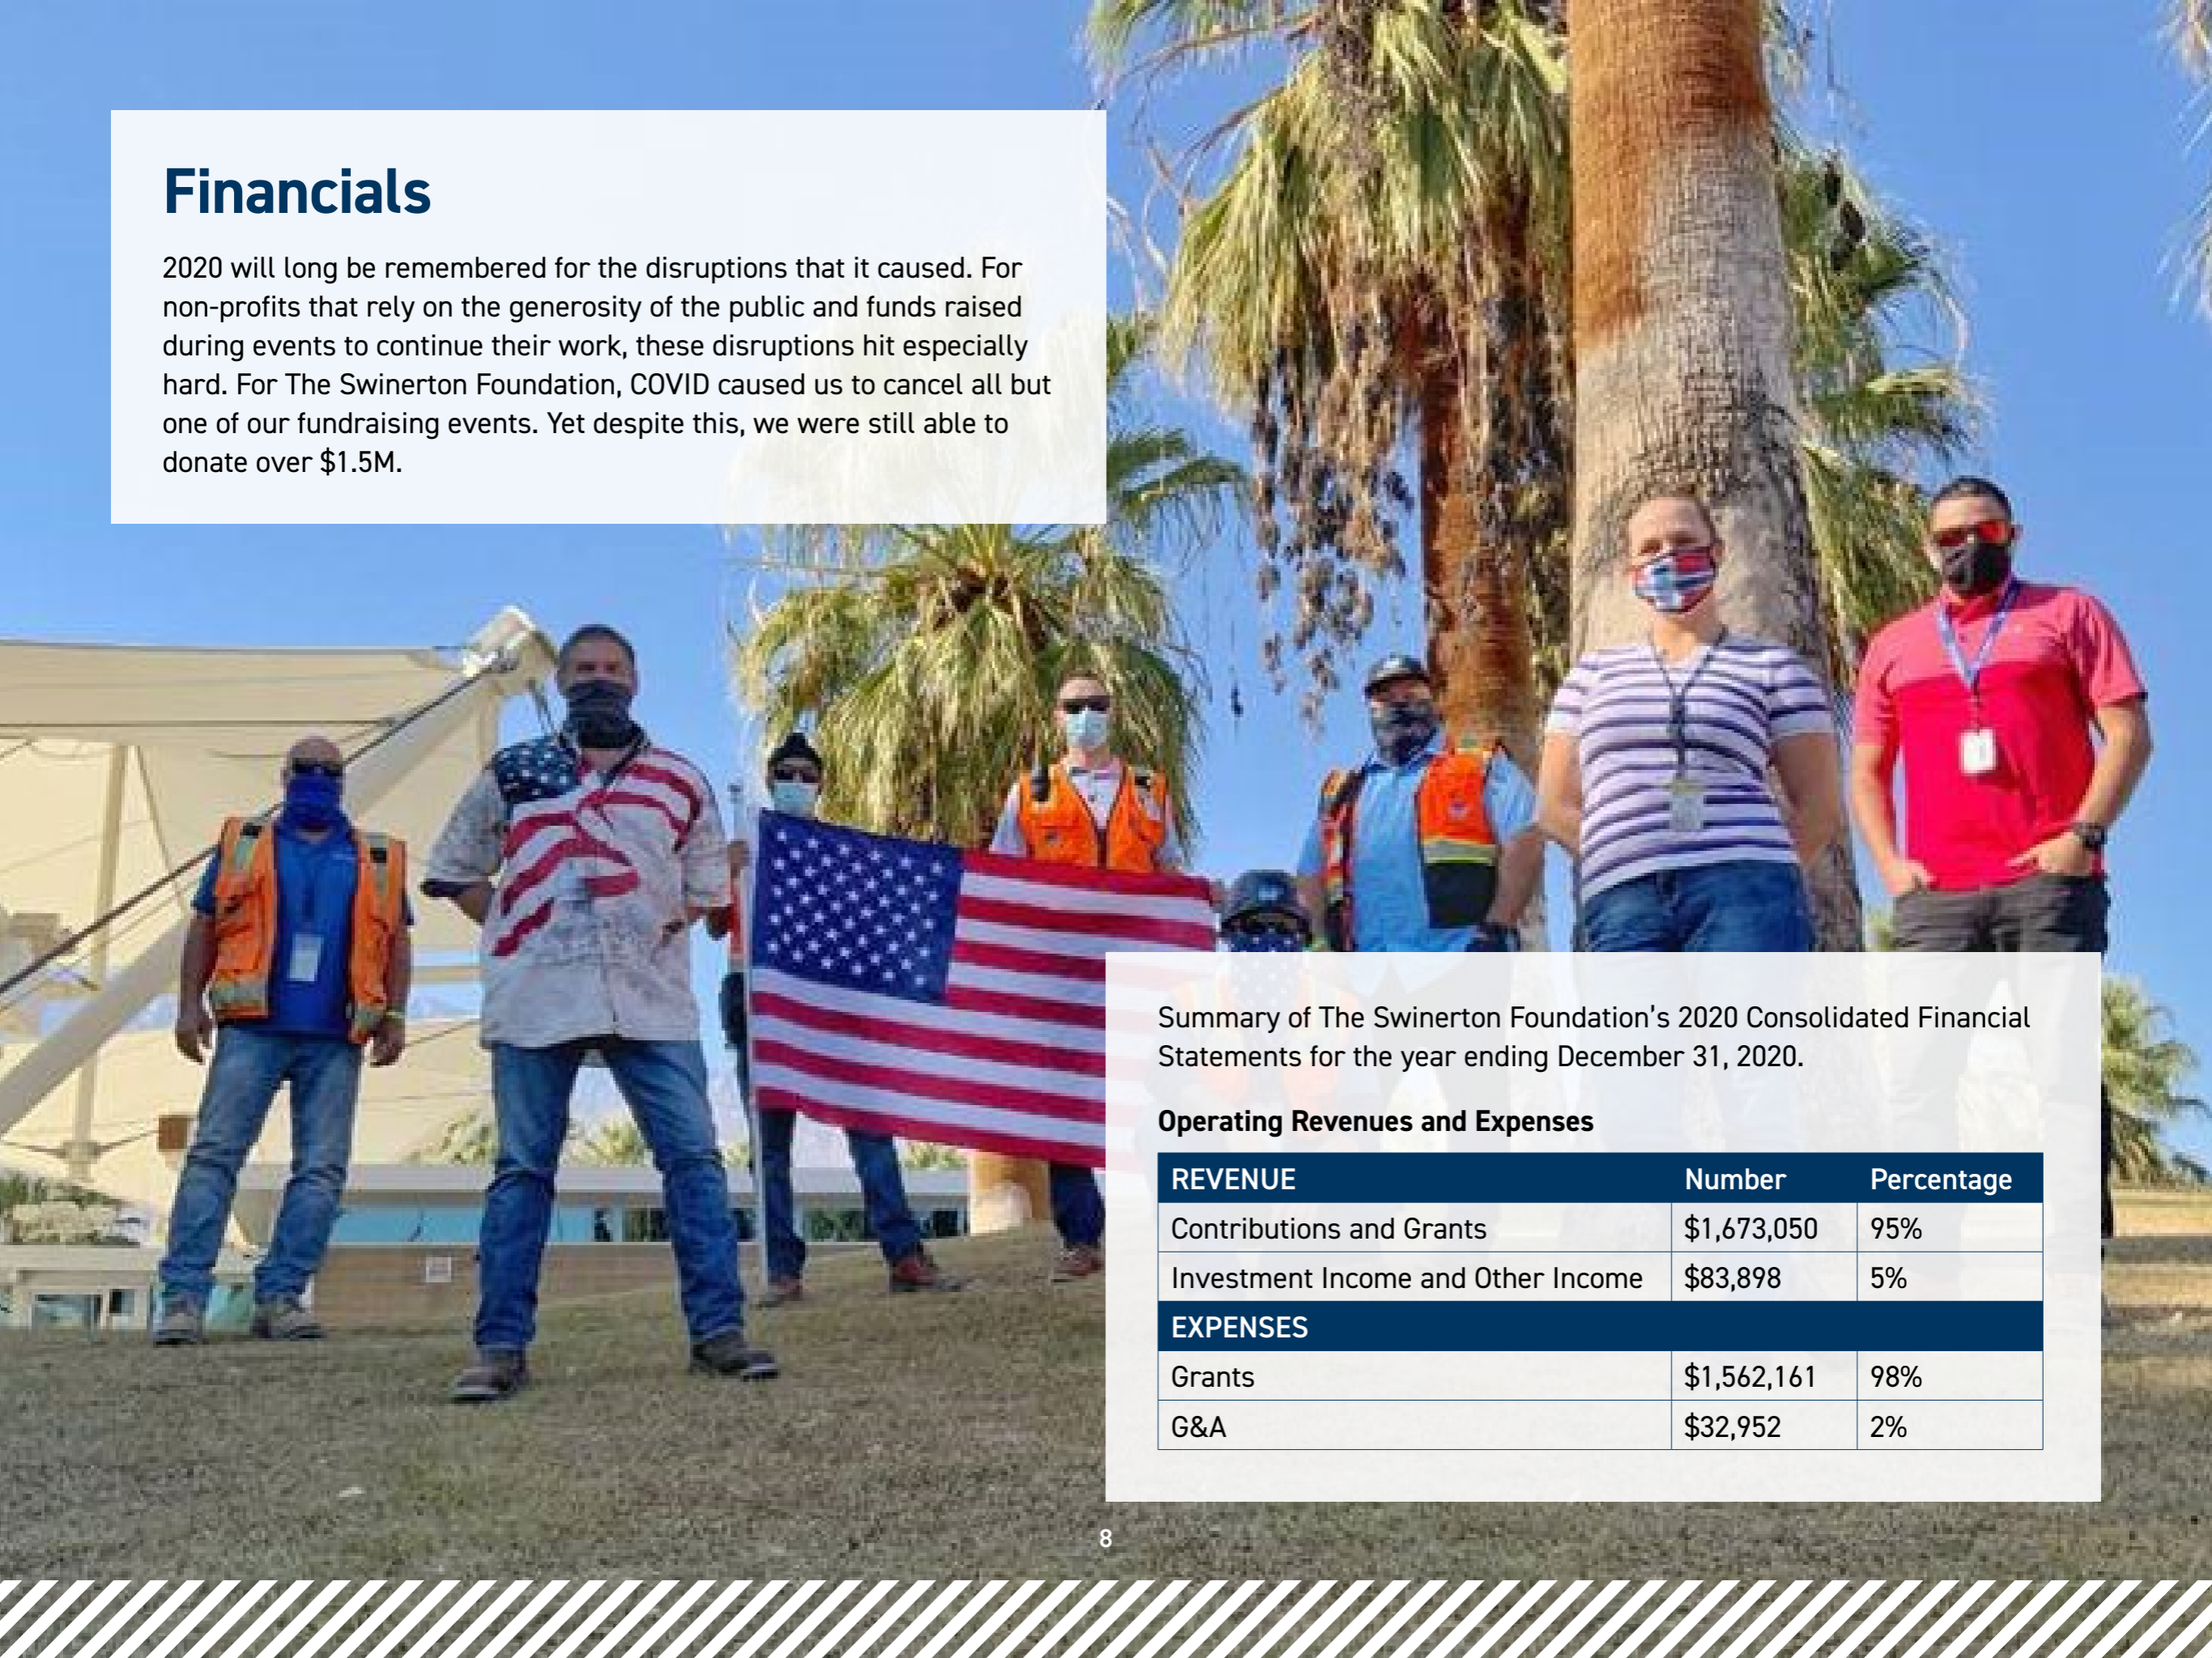 Financials
2020 will long be remembered for the disruptions that it caused. For
non-profits that rely on the generosity of the public and funds raised
during events to continue their work, these disruptions hit especially
hard. For The Swinerton Foundation, COVID caused us to cancel all but
one of our fundraising events. Yet despite this, we were still able to
donate over $1.5M.
Summary of The Swinerton Foundation’s 2020 Consolidated Financial
Statements for the year ending December 31, 2020.
Operating Revenues and Expenses
REVENUE Number Percentage
Contributions and Grants $1,673,050 95%
Investment Income and Other Income $83,898 5%
EXPENSES
Grants $1,562,161 98%
G&A $32,952 2%
8